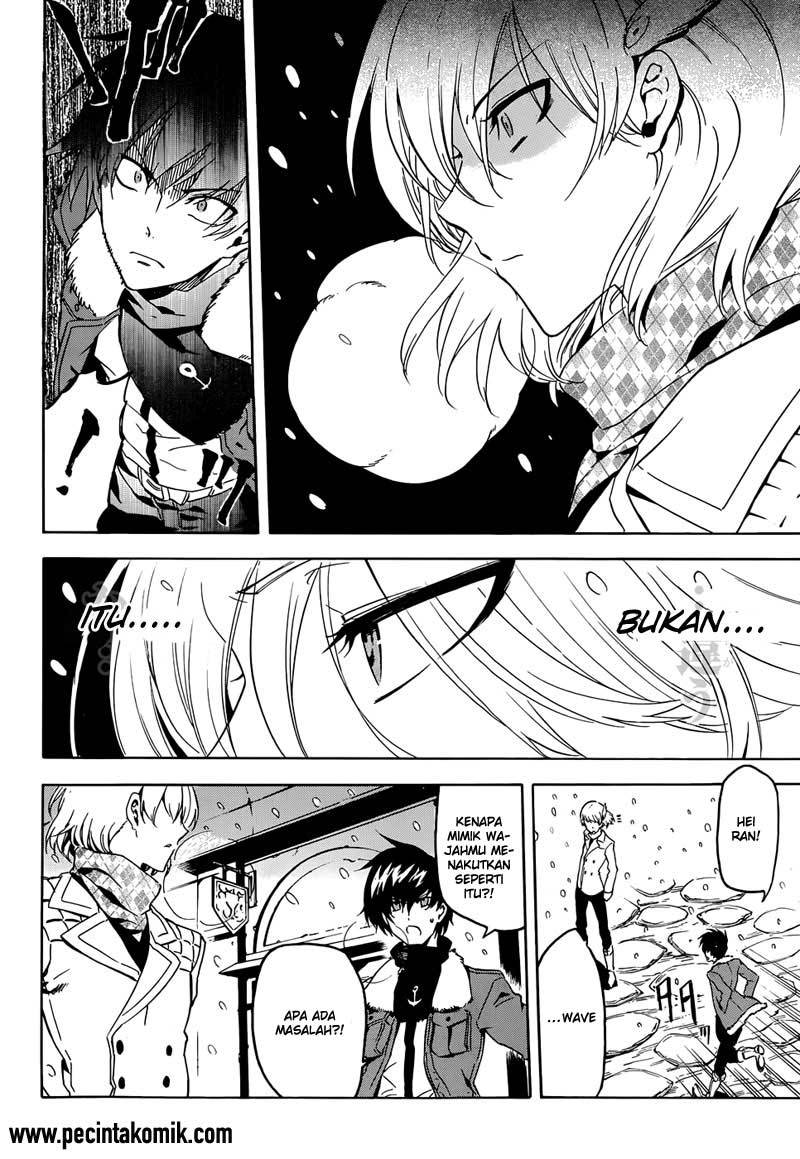 BUKAN....
ITU.....
HEI
RAN!
...WAVE
KENAPA
MIMIK WA-
JAHMU ME-
NAKUTKAN
SEPERTI
ITU?!
APA ADA
MASALAH?!
www.pecintakomik.com